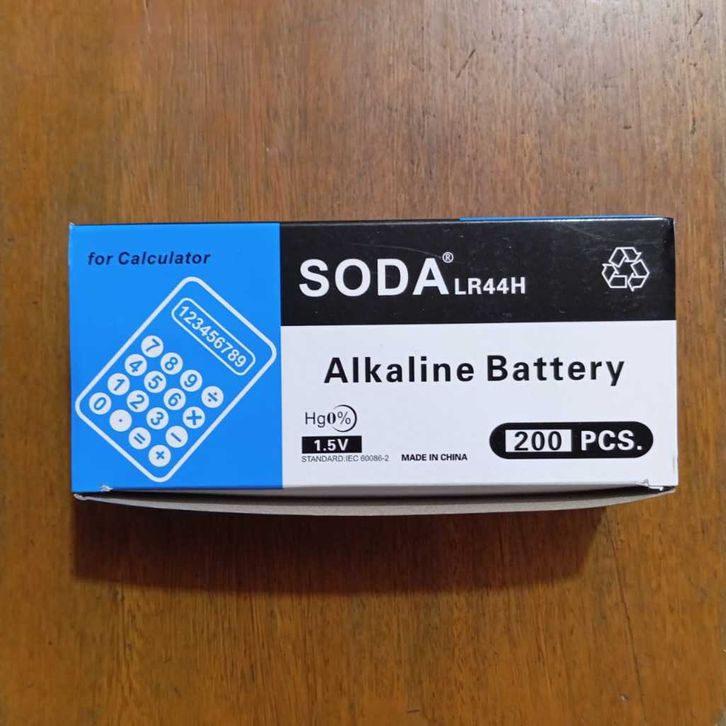 for Calculator
123456789
7 8 9 ÷
4 5 6 ×
1 2 3 −
0 · = +
SODA® LR44H
Alkaline Battery
Hg0%
1.5V
STANDARD:IEC 60086-2 MADE IN CHINA
200 PCS.